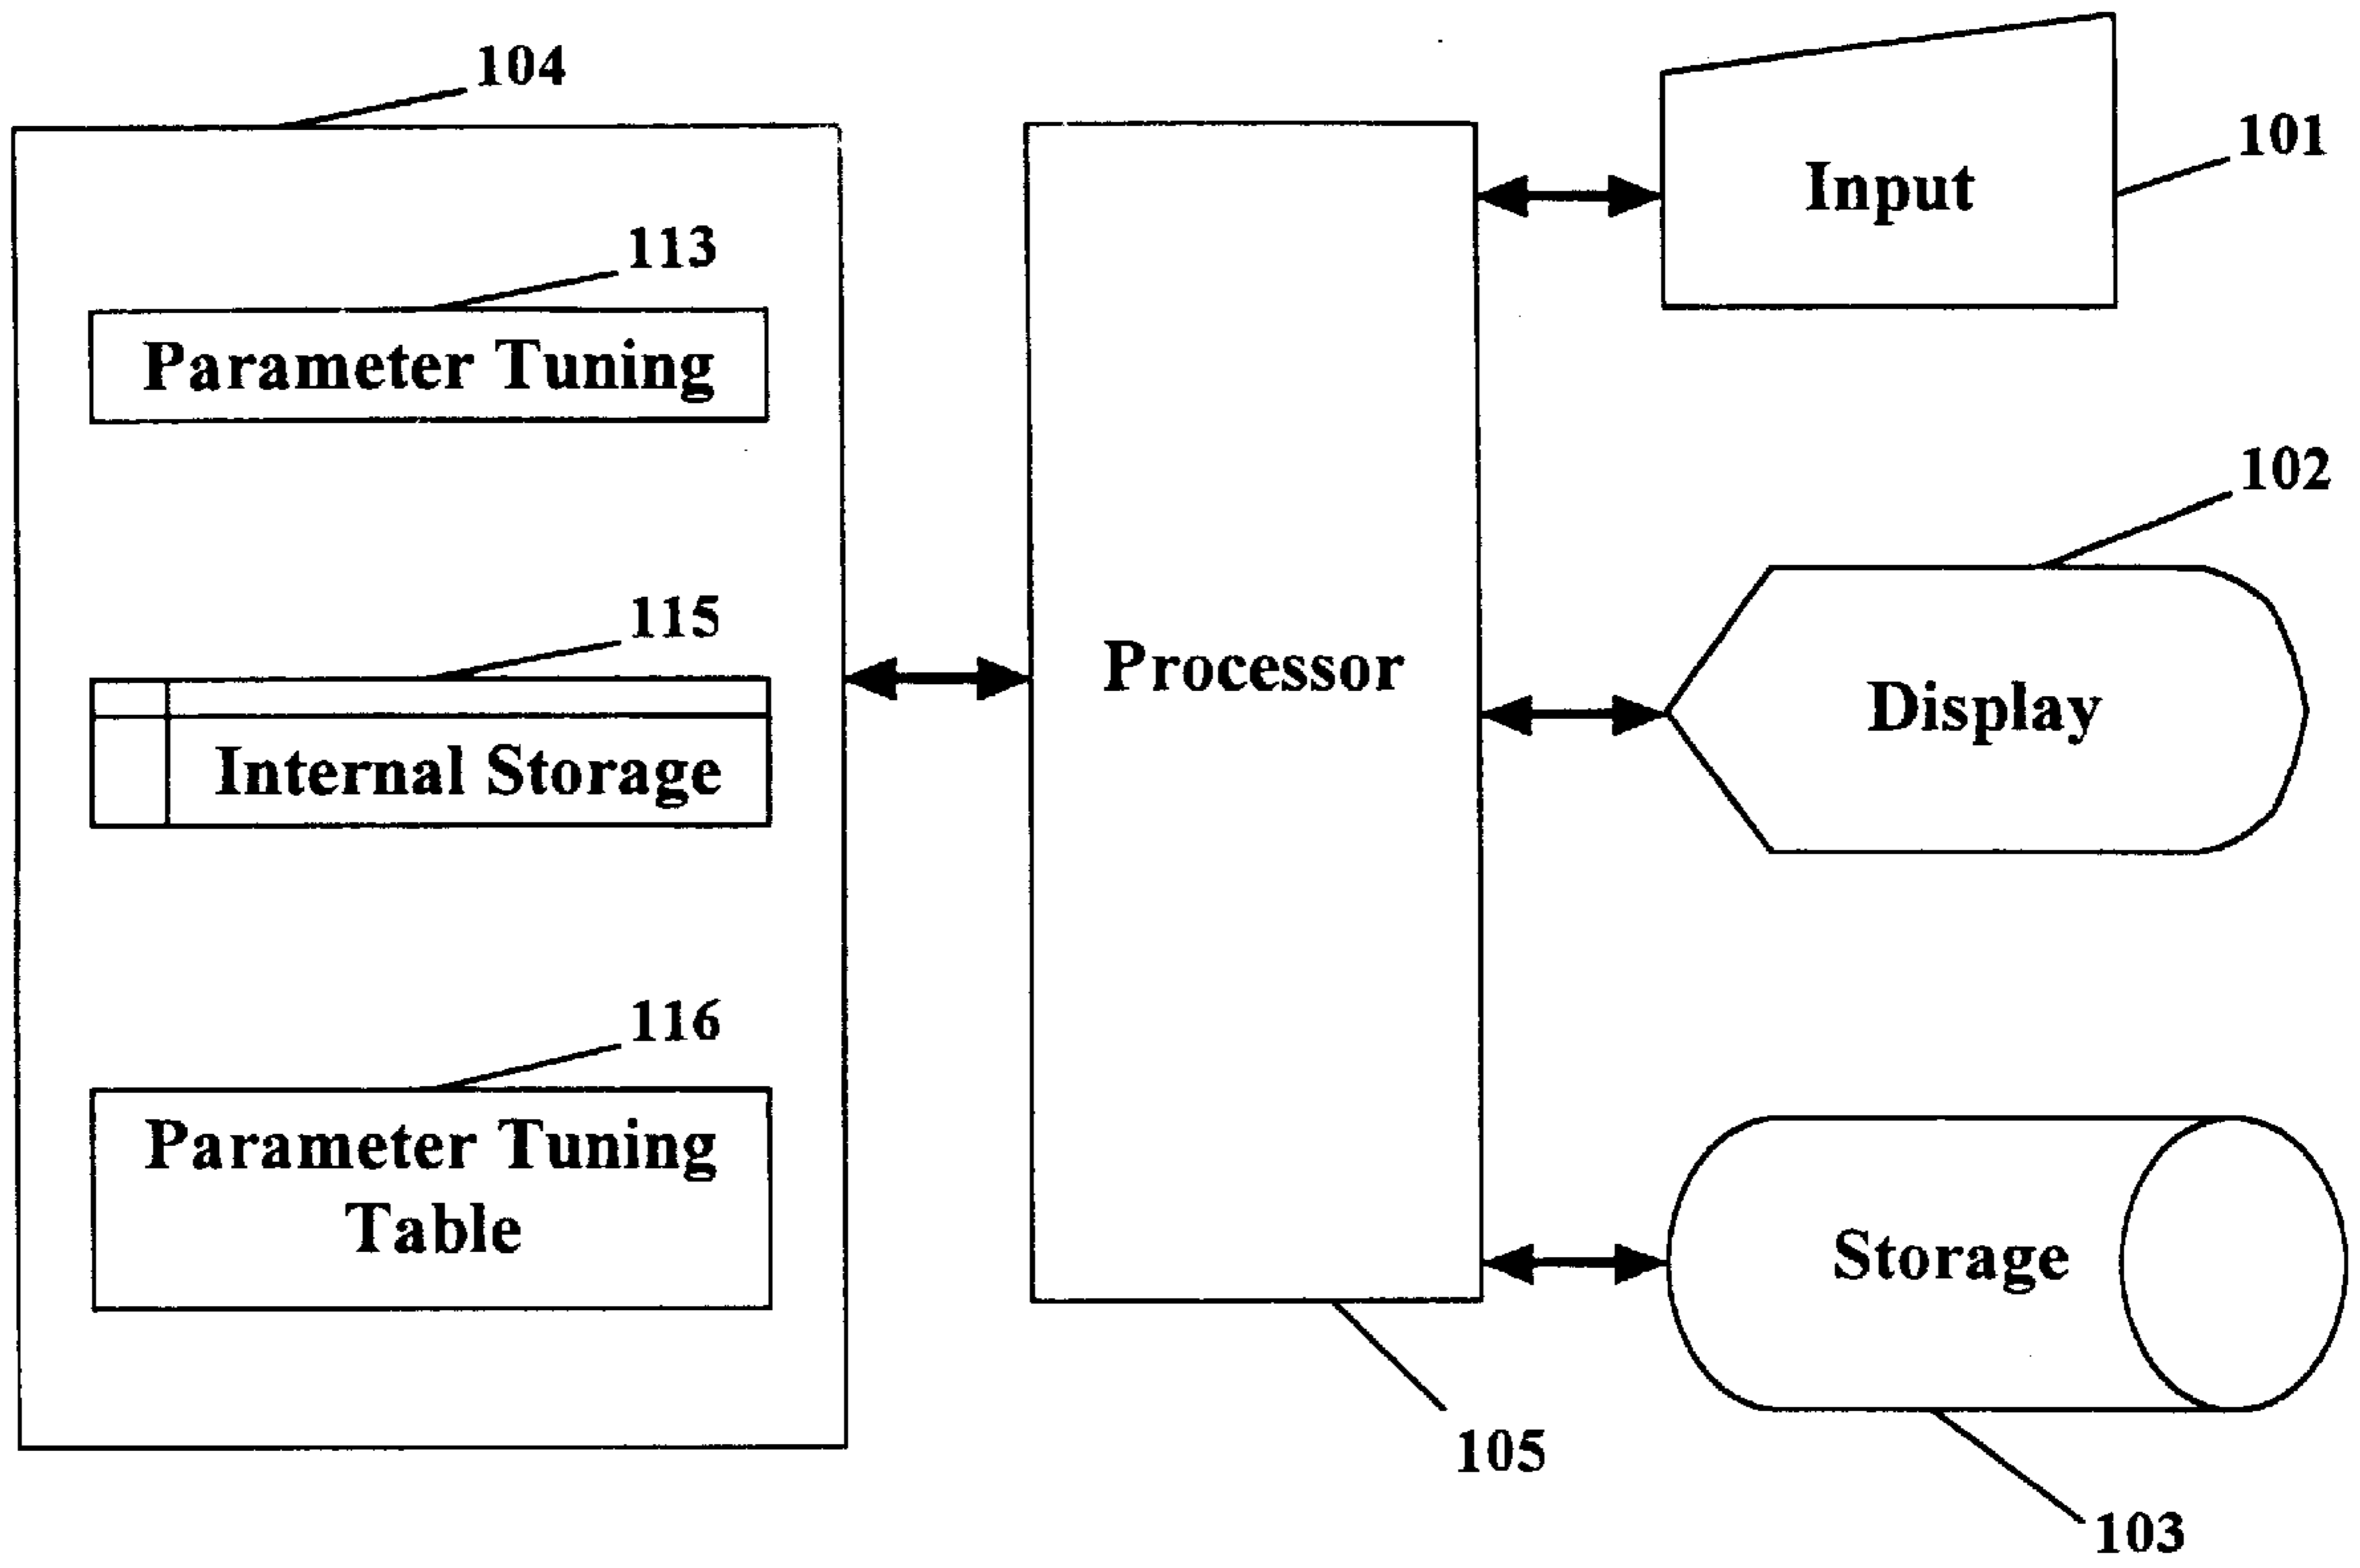 104
113
Parameter Tuning
115
Internal Storage
116
Parameter Tuning
Table
Processor
105
101
Input
102
Display
Storage
103